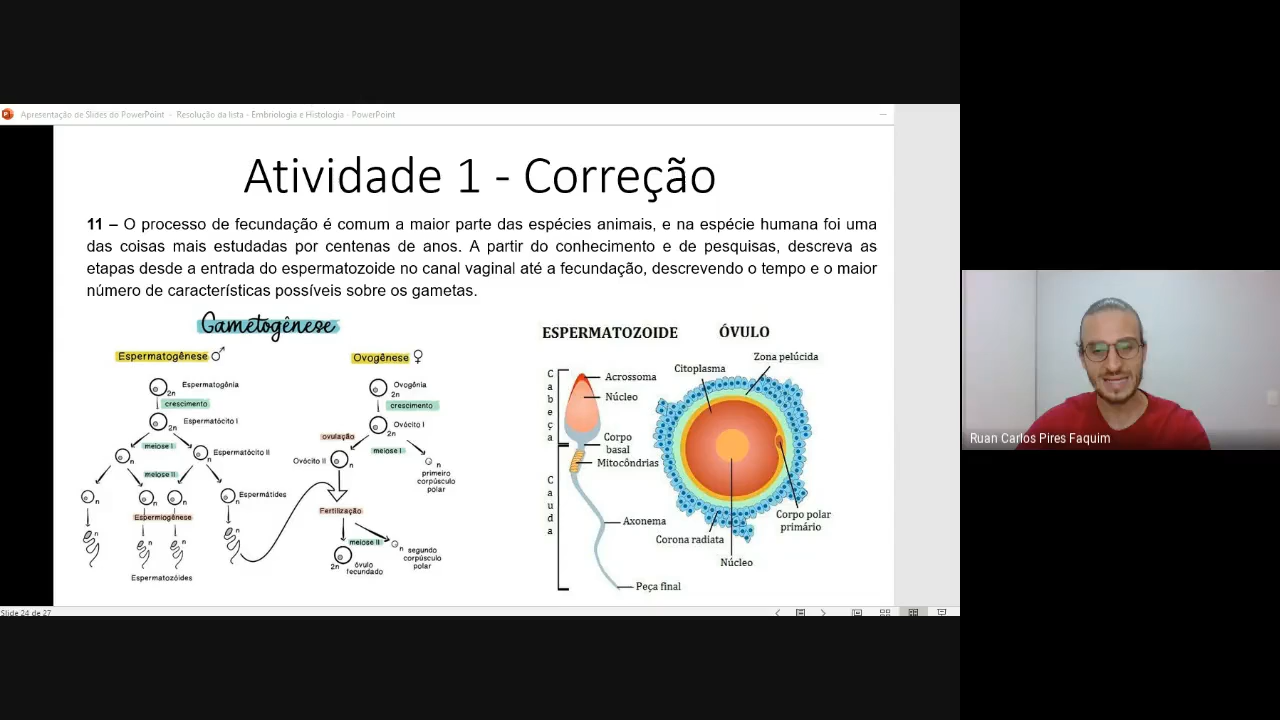 Apresentação de Slides do PowerPoint - Resolução da lista - Embriologia e Histologia - PowerPoint
Atividade 1 - Correção
11 – O processo de fecundação é comum a maior parte das espécies animais, e na espécie humana foi uma
das coisas mais estudadas por centenas de anos. A partir do conhecimento e de pesquisas, descreva as
etapas desde a entrada do espermatozoide no canal vaginal até a fecundação, descrevendo o tempo e o maior
número de características possíveis sobre os gametas.
Gametogênese
Espermatogênese ♂
Espermatogônia
2n
crescimento
Espermatócito I
2n
meiose I
n
n
Espermatócito II
meiose II
n
n
n
n
Espermátides
Espermiogênese
n
n
n
n
Espermatozóides
Ovogênese ♀
Ovogônia
2n
crescimento
Ovócito I
2n
ovulação
meiose I
Ovócito II
n
n
primeiro
corpúsculo
polar
Fertilização
meiose II
n
segundo
corpúsculo
polar
2n
óvulo
fecundado
ESPERMATOZOIDE
Cabeça
Cauda
Acrossoma
Núcleo
Corpo
basal
Mitocôndrias
Axonema
Peça final
ÓVULO
Zona pelúcida
Citoplasma
Corpo polar
primário
Corona radiata
Núcleo
Slide 24 de 27
Ruan Carlos Pires Faquim